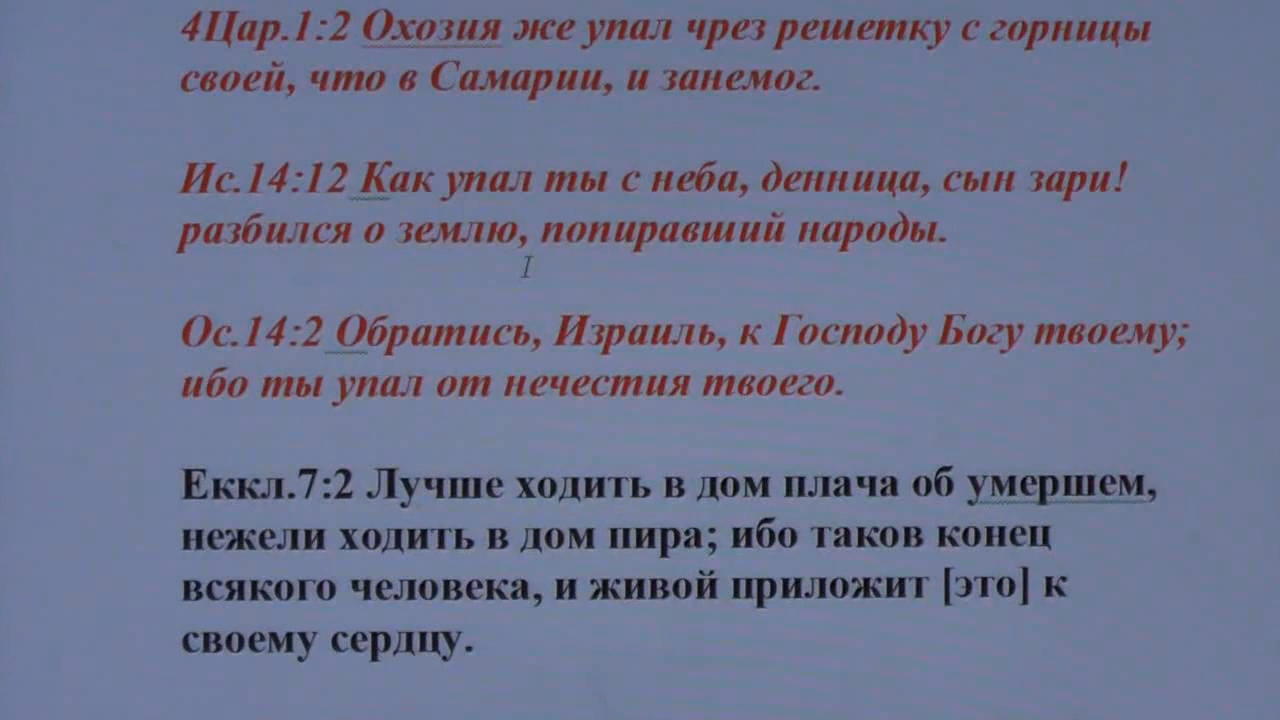 4Цар.1:2 Охозия же упал чрез решетку с горницы
своей, что в Самарии, и занемог.
Ис.14:12 Как упал ты с неба, денница, сын зари!
разбился о землю, попиравший народы.
Ос.14:2 Обратись, Израиль, к Господу Богу твоему;
ибо ты упал от нечестия твоего.
Еккл.7:2 Лучше ходить в дом плача об умершем,
нежели ходить в дом пира; ибо таков конец
всякого человека, и живой приложит [это] к
своему сердцу.